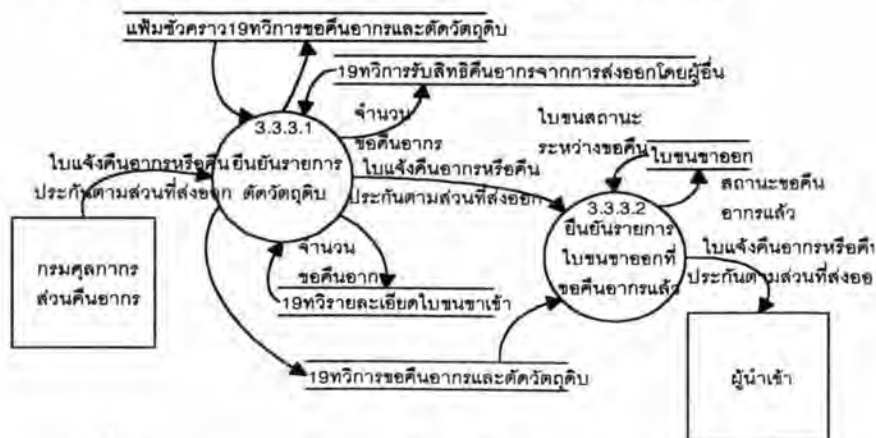 แฟ้มชั่วคราว19ทวิการขอคืนอากรและตัดวัตถุดิบ
19ทวิการรับสิทธิคืนอากรจากการส่งออกโดยผู้อื่น
3.3.3.1
ยืนยันรายการ
ตัดวัตถุดิบ
จำนวน
ขอคืนอากร
ใบขนสถานะ
ระหว่างขอคืน
ใบขนขาออก
สถานะขอคืน
อากรแล้ว
ใบแจ้งคืนอากรหรือคืน
ประกันตามส่วนที่ส่งออก
ใบแจ้งคืนอากรหรือคืน
ประกันตามส่วนที่ส่งออก
3.3.3.2
ยืนยันรายการ
ใบขนขาออกที่
ขอคืนอากรแล้ว
ใบแจ้งคืนอากรหรือคื
ประกันตามส่วนที่ส่งออ
กรมศุลกากร
ส่วนคืนอากร
จำนวน
ขอคืนอาก
19ทวิรายละเอียดใบขนขาเข้า
19ทวิการขอคืนอากรและตัดวัตถุดิบ
ผู้นำเข้า